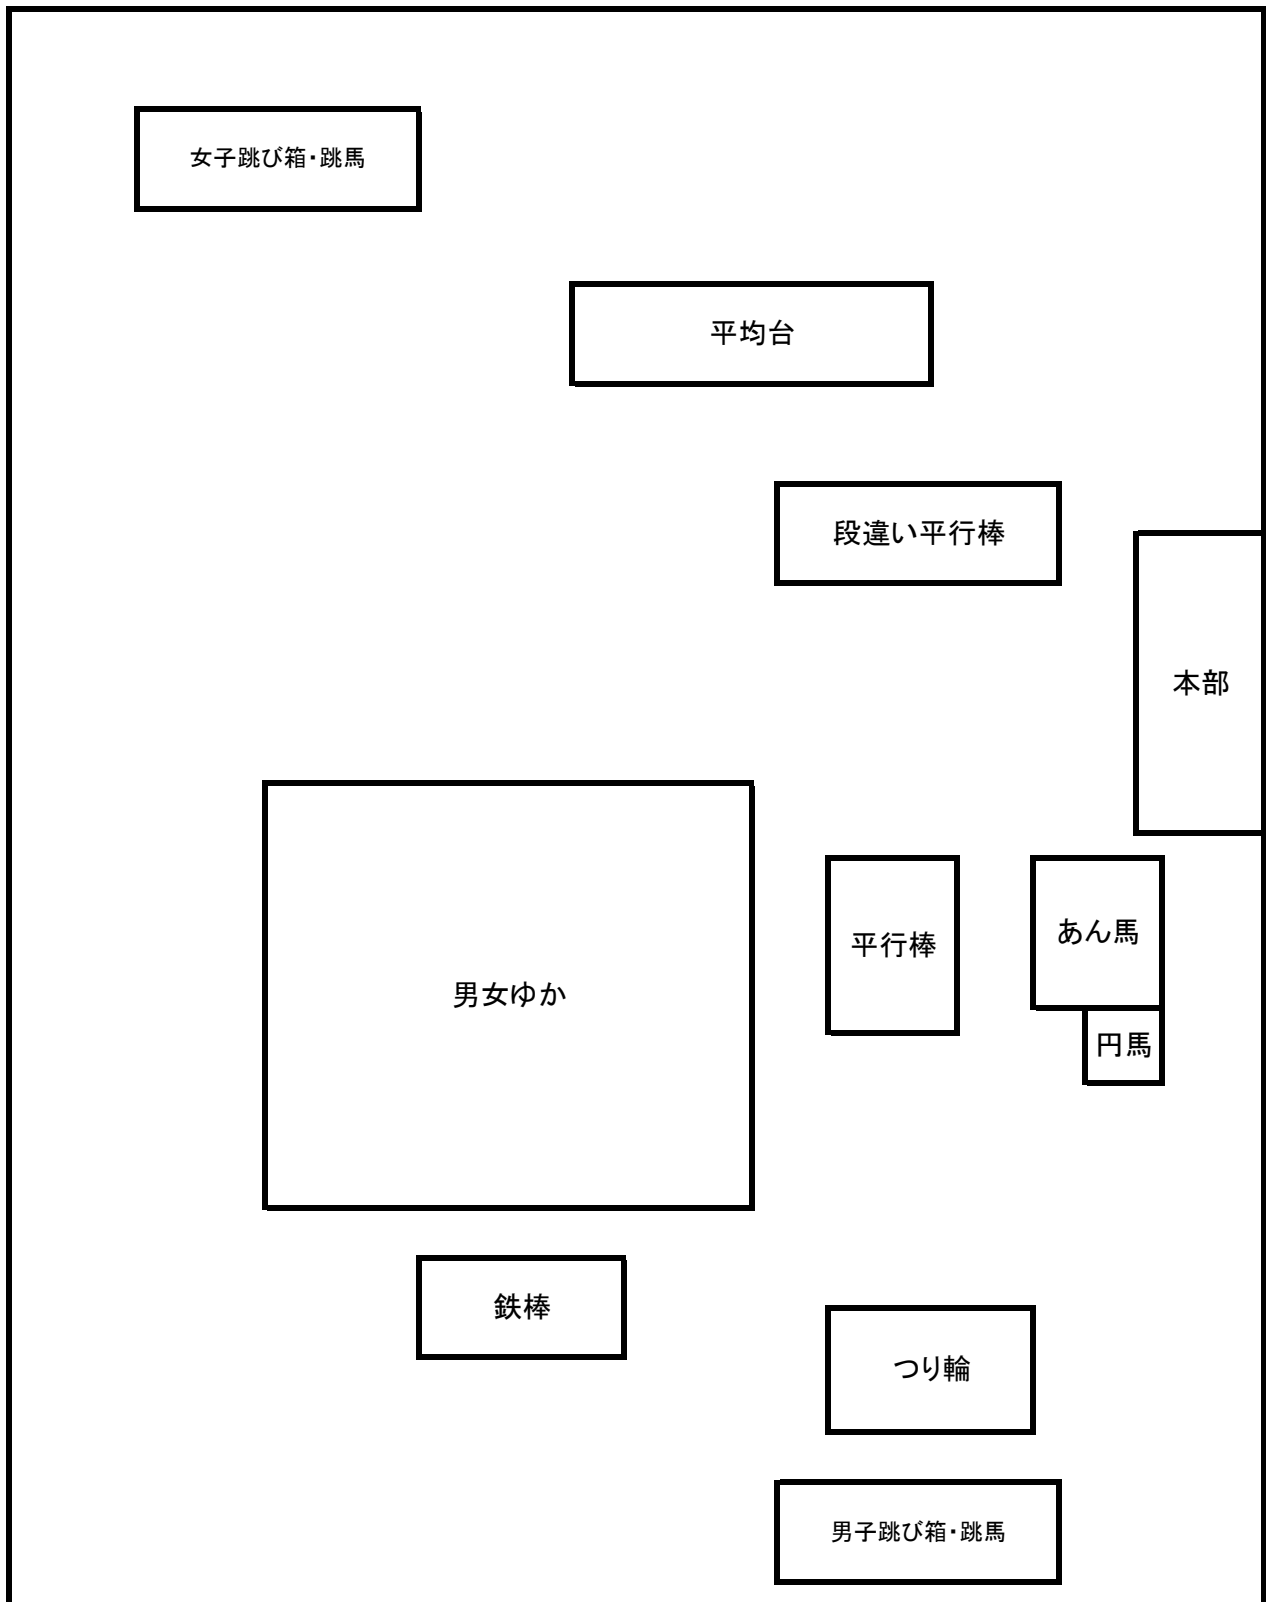 女子跳び箱・跳馬
平均台
段違い平行棒
本部
男女ゆか
平行棒
あん馬
円馬
鉄棒
つり輪
男子跳び箱・跳馬